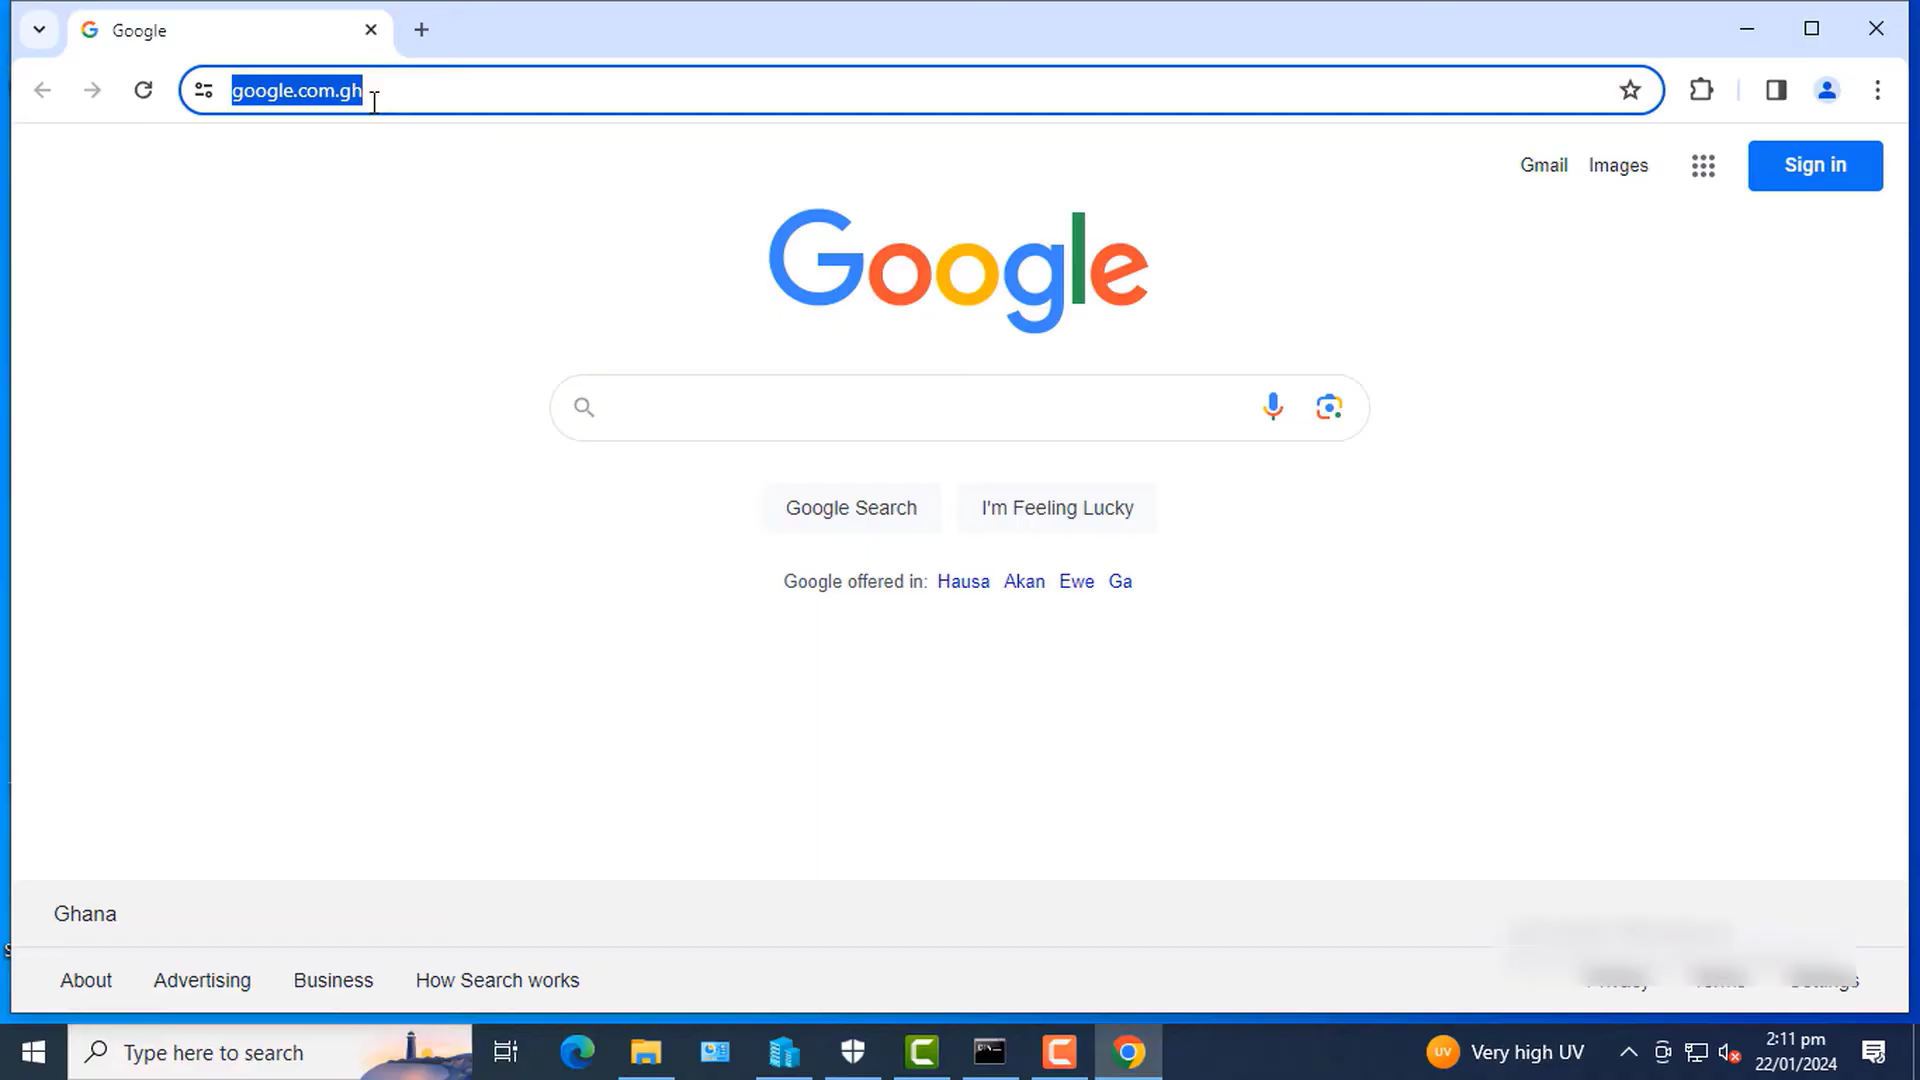 Google
google.com.gh
Gmail Images Sign in
Google
Google Search I'm Feeling Lucky
Google offered in: Hausa Akan Ewe Ga
Ghana
About Advertising Business How Search works
Type here to search
UV Very high UV
2:11 pm
22/01/2024